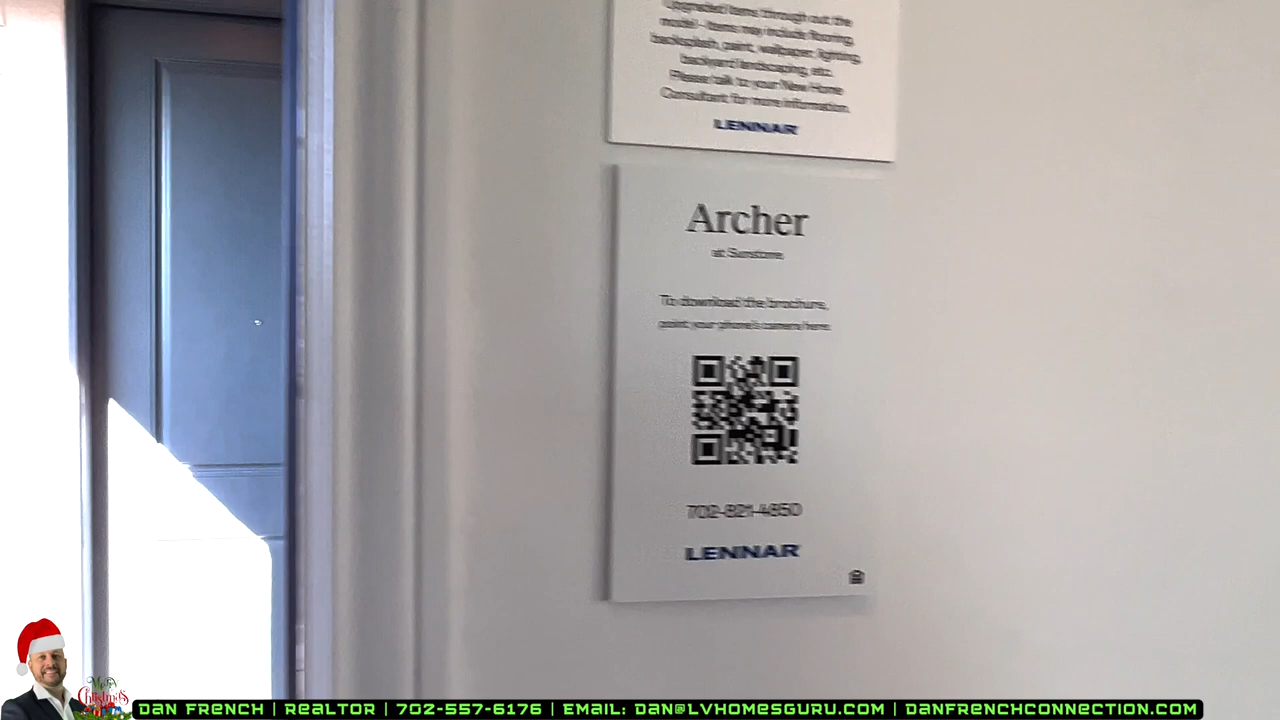 Upgraded items through out the
model - items may include flooring,
backsplash, paint, wallpaper, lighting,
backyard landscaping, etc.
Please talk to your New Home
Consultant for more information.
LENNAR
Archer
at Sunstone
To download the brochure,
point your phone's camera here.
702-821-4850
LENNAR
Merry
Christmas
DAN FRENCH | REALTOR | 702-557-6176 | EMAIL: DAN@LVHOMESGURU.COM | DANFRENCHCONNECTION.COM